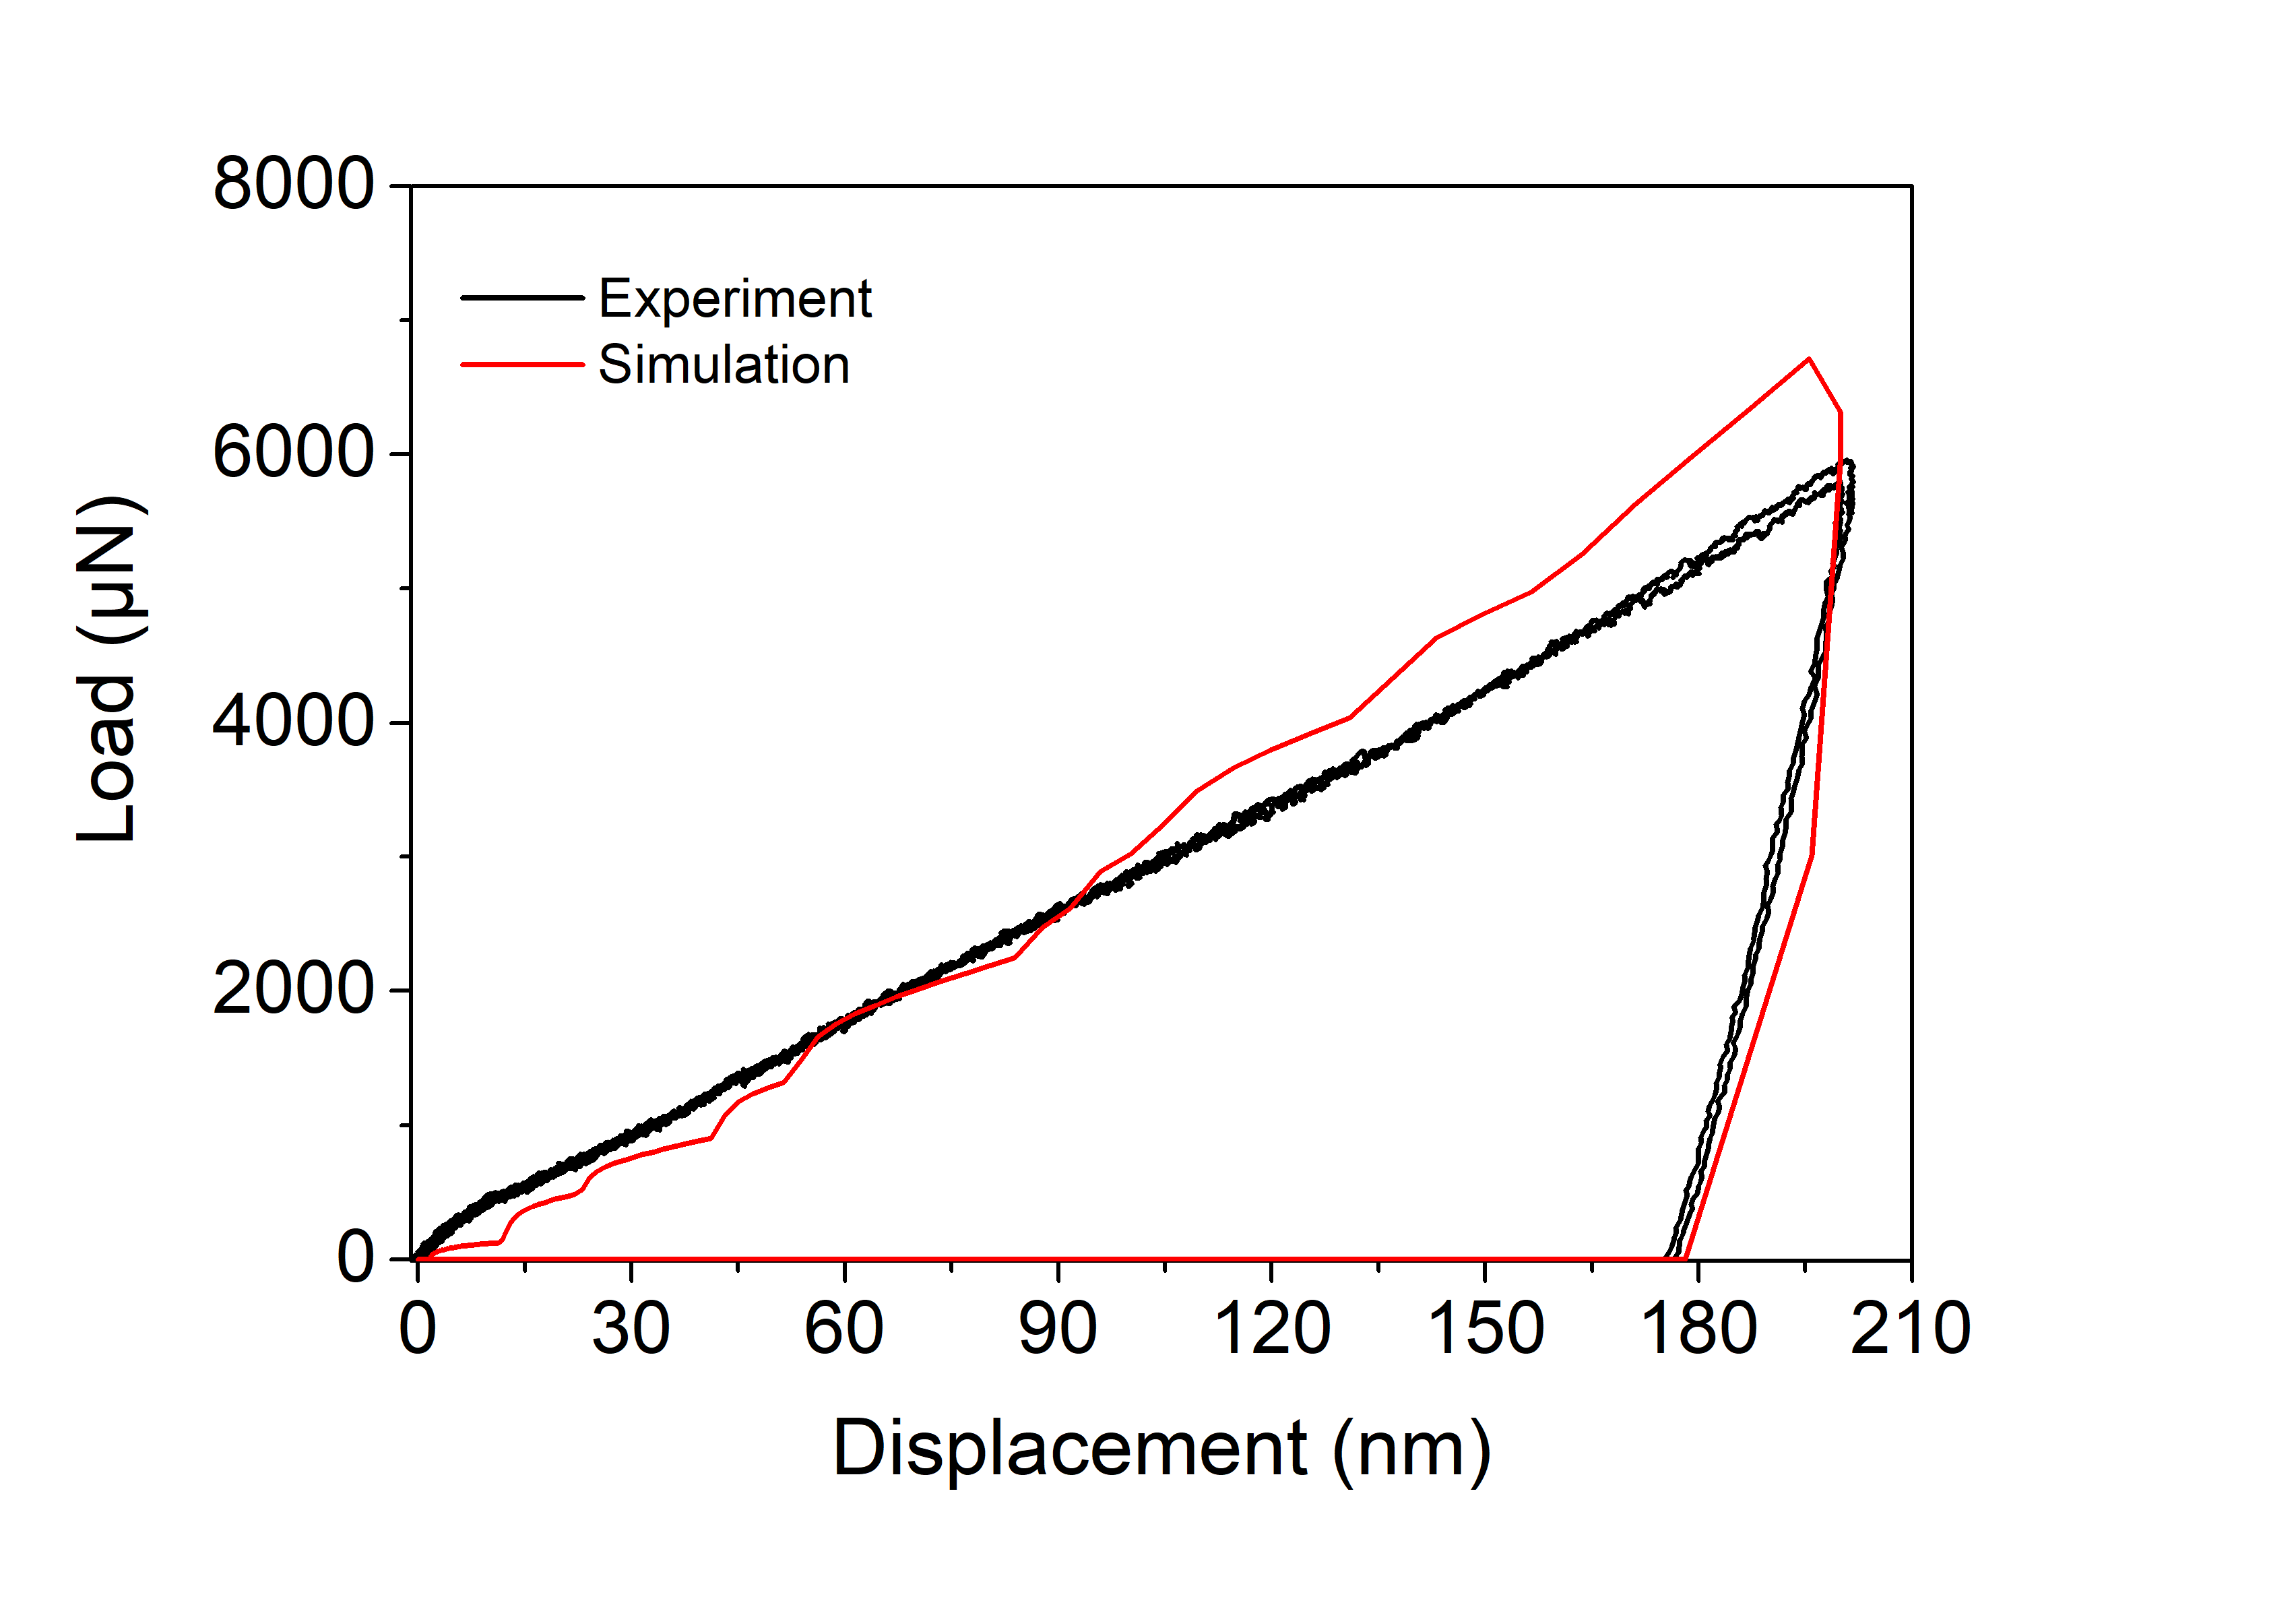 8000
6000
4000
2000
0
Load (μN)
Experiment
Simulation
0 30 60 90 120 150 180 210
Displacement (nm)